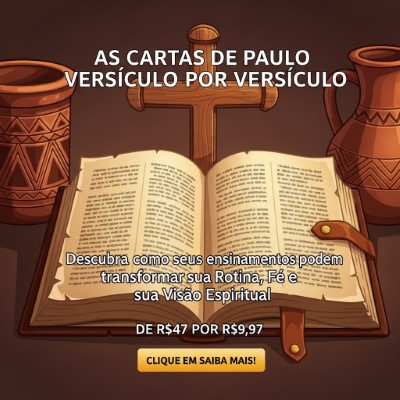 AS CARTAS DE PAULO
VERSÍCULO POR VERSÍCULO
Descubra como seus ensinamentos podem
transformar sua Rotina, Fé e
sua Visão Espiritual
DE R$47 POR R$9,97
CLIQUE EM SAIBA MAIS!